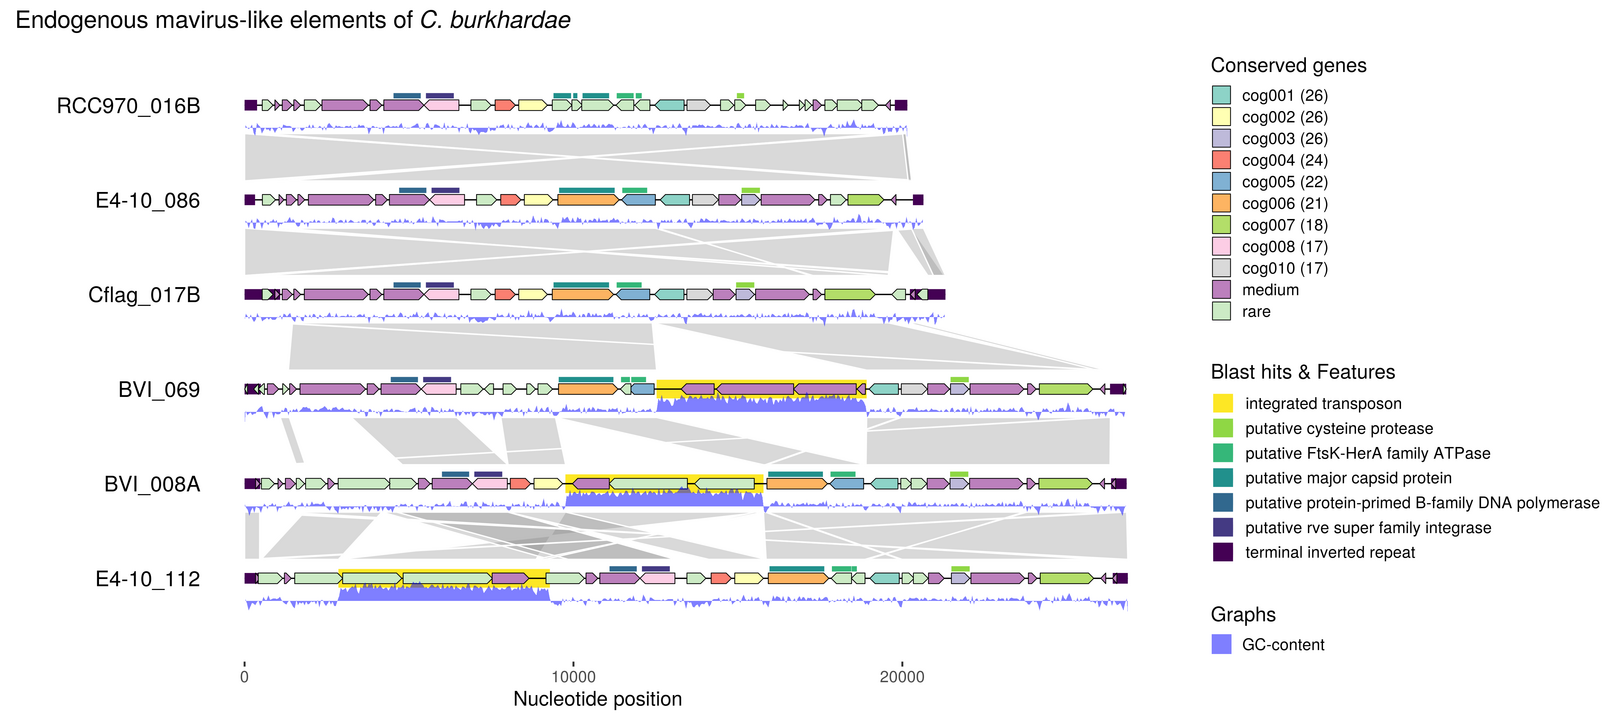 Endogenous mavirus-like elements of C. burkhardae
RCC970_016B
E4-10_086
Cflag_017B
BVI_069
BVI_008A
E4-10_112
0
10000
20000
Nucleotide position
Conserved genes
cog001 (26)
cog002 (26)
cog003 (26)
cog004 (24)
cog005 (22)
cog006 (21)
cog007 (18)
cog008 (17)
cog010 (17)
medium
rare
Blast hits & Features
integrated transposon
putative cysteine protease
putative FtsK-HerA family ATPase
putative major capsid protein
putative protein-primed B-family DNA polymerase
putative rve super family integrase
terminal inverted repeat
Graphs
GC-content